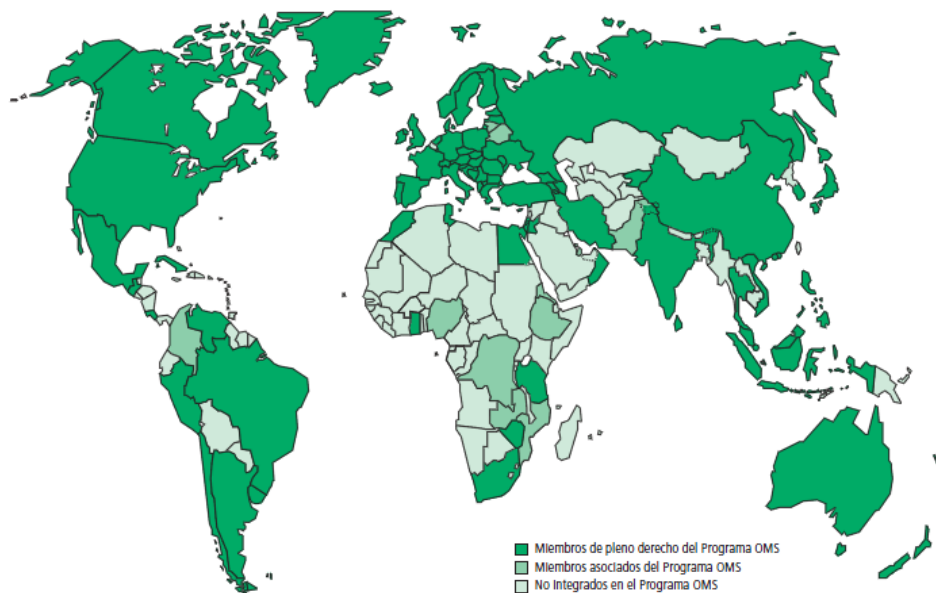 Miembros de pleno derecho del Programa OMS
Miembros asociados del Programa OMS
No Integrados en el Programa OMS